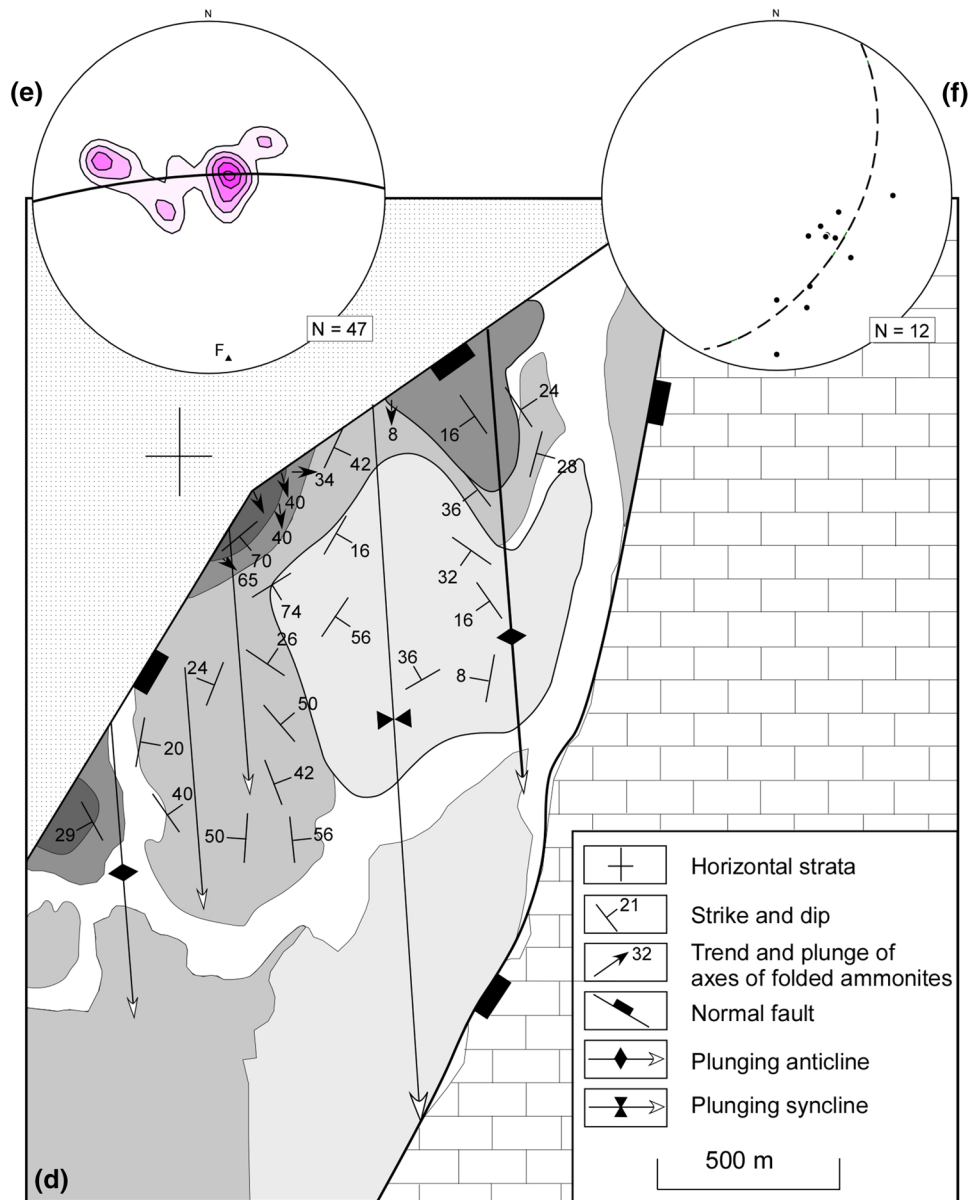 N
N
(e)
(f)
N = 47
N = 12
F
8
24
16
28
42
34
40
36
40
16
70
65
32
74
16
56
26
36
8
24
50
20
42
40
29
50
56
Horizontal strata
21
Strike and dip
32
Trend and plunge of
axes of folded ammonites
Normal fault
Plunging anticline
Plunging syncline
500 m
(d)